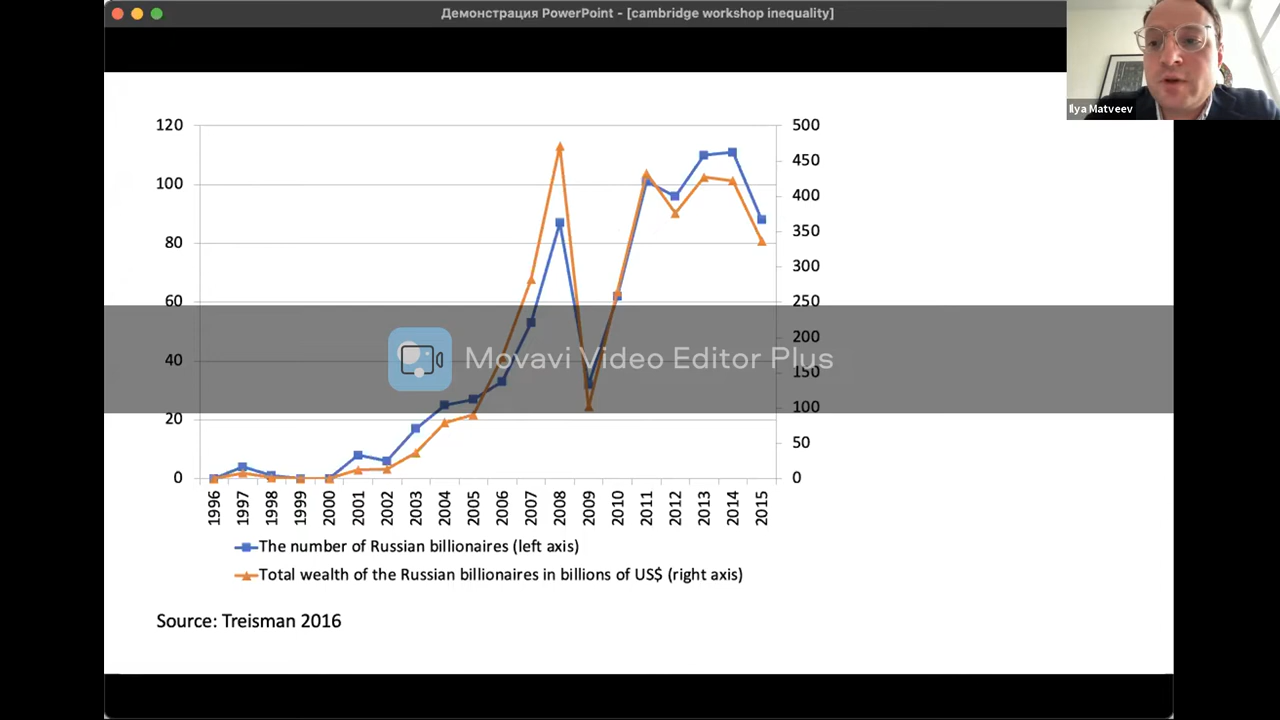 Демонстрация PowerPoint - [cambridge workshop inequality]
Ilya Matveev
120
100
80
60
40
20
0
500
450
400
350
300
250
200
150
100
50
0
Movavi Video Editor Plus
1996 1997 1998 1999 2000 2001 2002 2003 2004 2005 2006 2007 2008 2009 2010 2011 2012 2013 2014 2015
The number of Russian billionaires (left axis)
Total wealth of the Russian billionaires in billions of US$ (right axis)
Source: Treisman 2016